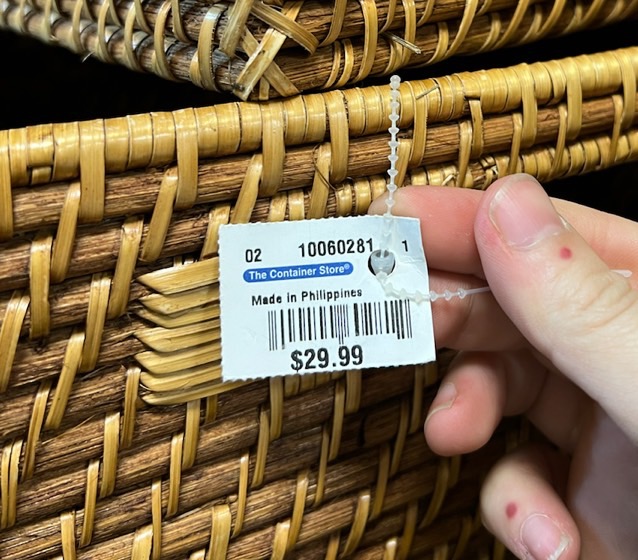 02 10060281 1
The Container Store®
Made in Philippines
$29.99